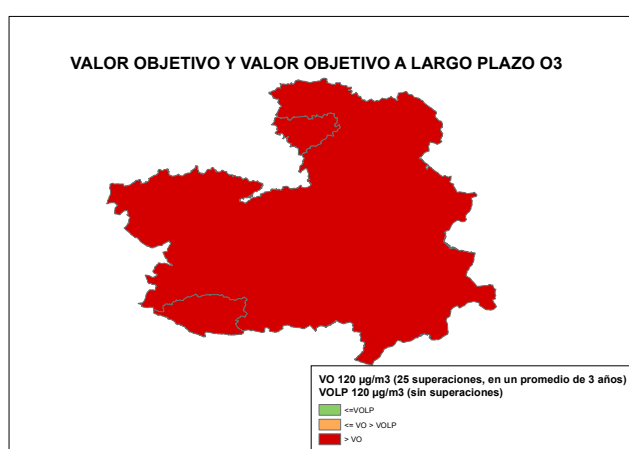 VALOR OBJETIVO Y VALOR OBJETIVO A LARGO PLAZO O3
VO 120 µg/m3 (25 superaciones, en un promedio de 3 años)
VOLP 120 µg/m3 (sin superaciones)
<=VOLP
<= VO > VOLP
> VO